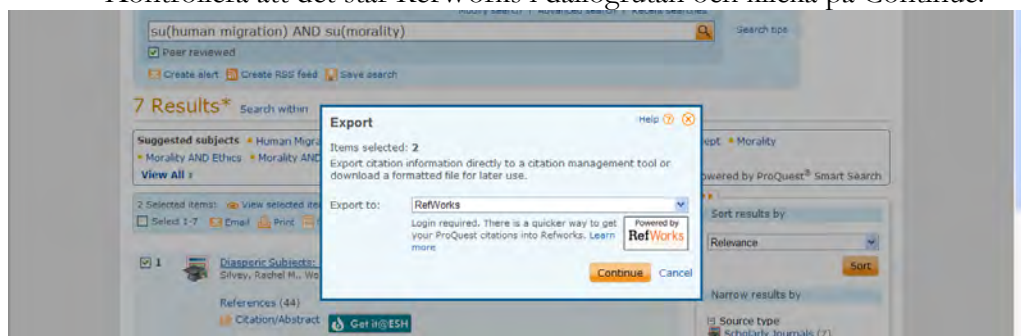 Kontrollera att det står RefWorks i dialogrutan och klicka på Continue.
Modify search | Advanced search | Recent searches
su(human migration) AND su(morality)
Search tips
Peer reviewed
Create alert Create RSS feed Save search
7 Results* Search within
Export
Help
Items selected: 2
Export citation information directly to a citation management tool or
download a formatted file for later use.
Export to: RefWorks
Login required. There is a quicker way to get
your ProQuest citations into Refworks. Learn
more
Powered by
RefWorks
Continue Cancel
Suggested subjects Human Migra
ept Morality
Morality AND Ethics Morality AND
View All
owered by ProQuest® Smart Search
2 Selected items: View selected ite
Select 1-7 Email Print
Sort results by
Relevance
Sort
1
Diasporic Subjects:
Silvey, Rachel M., Wo
References (44)
Citation/Abstract
Get it@ESH
Narrow results by
Source type
Scholarly Journals (7)